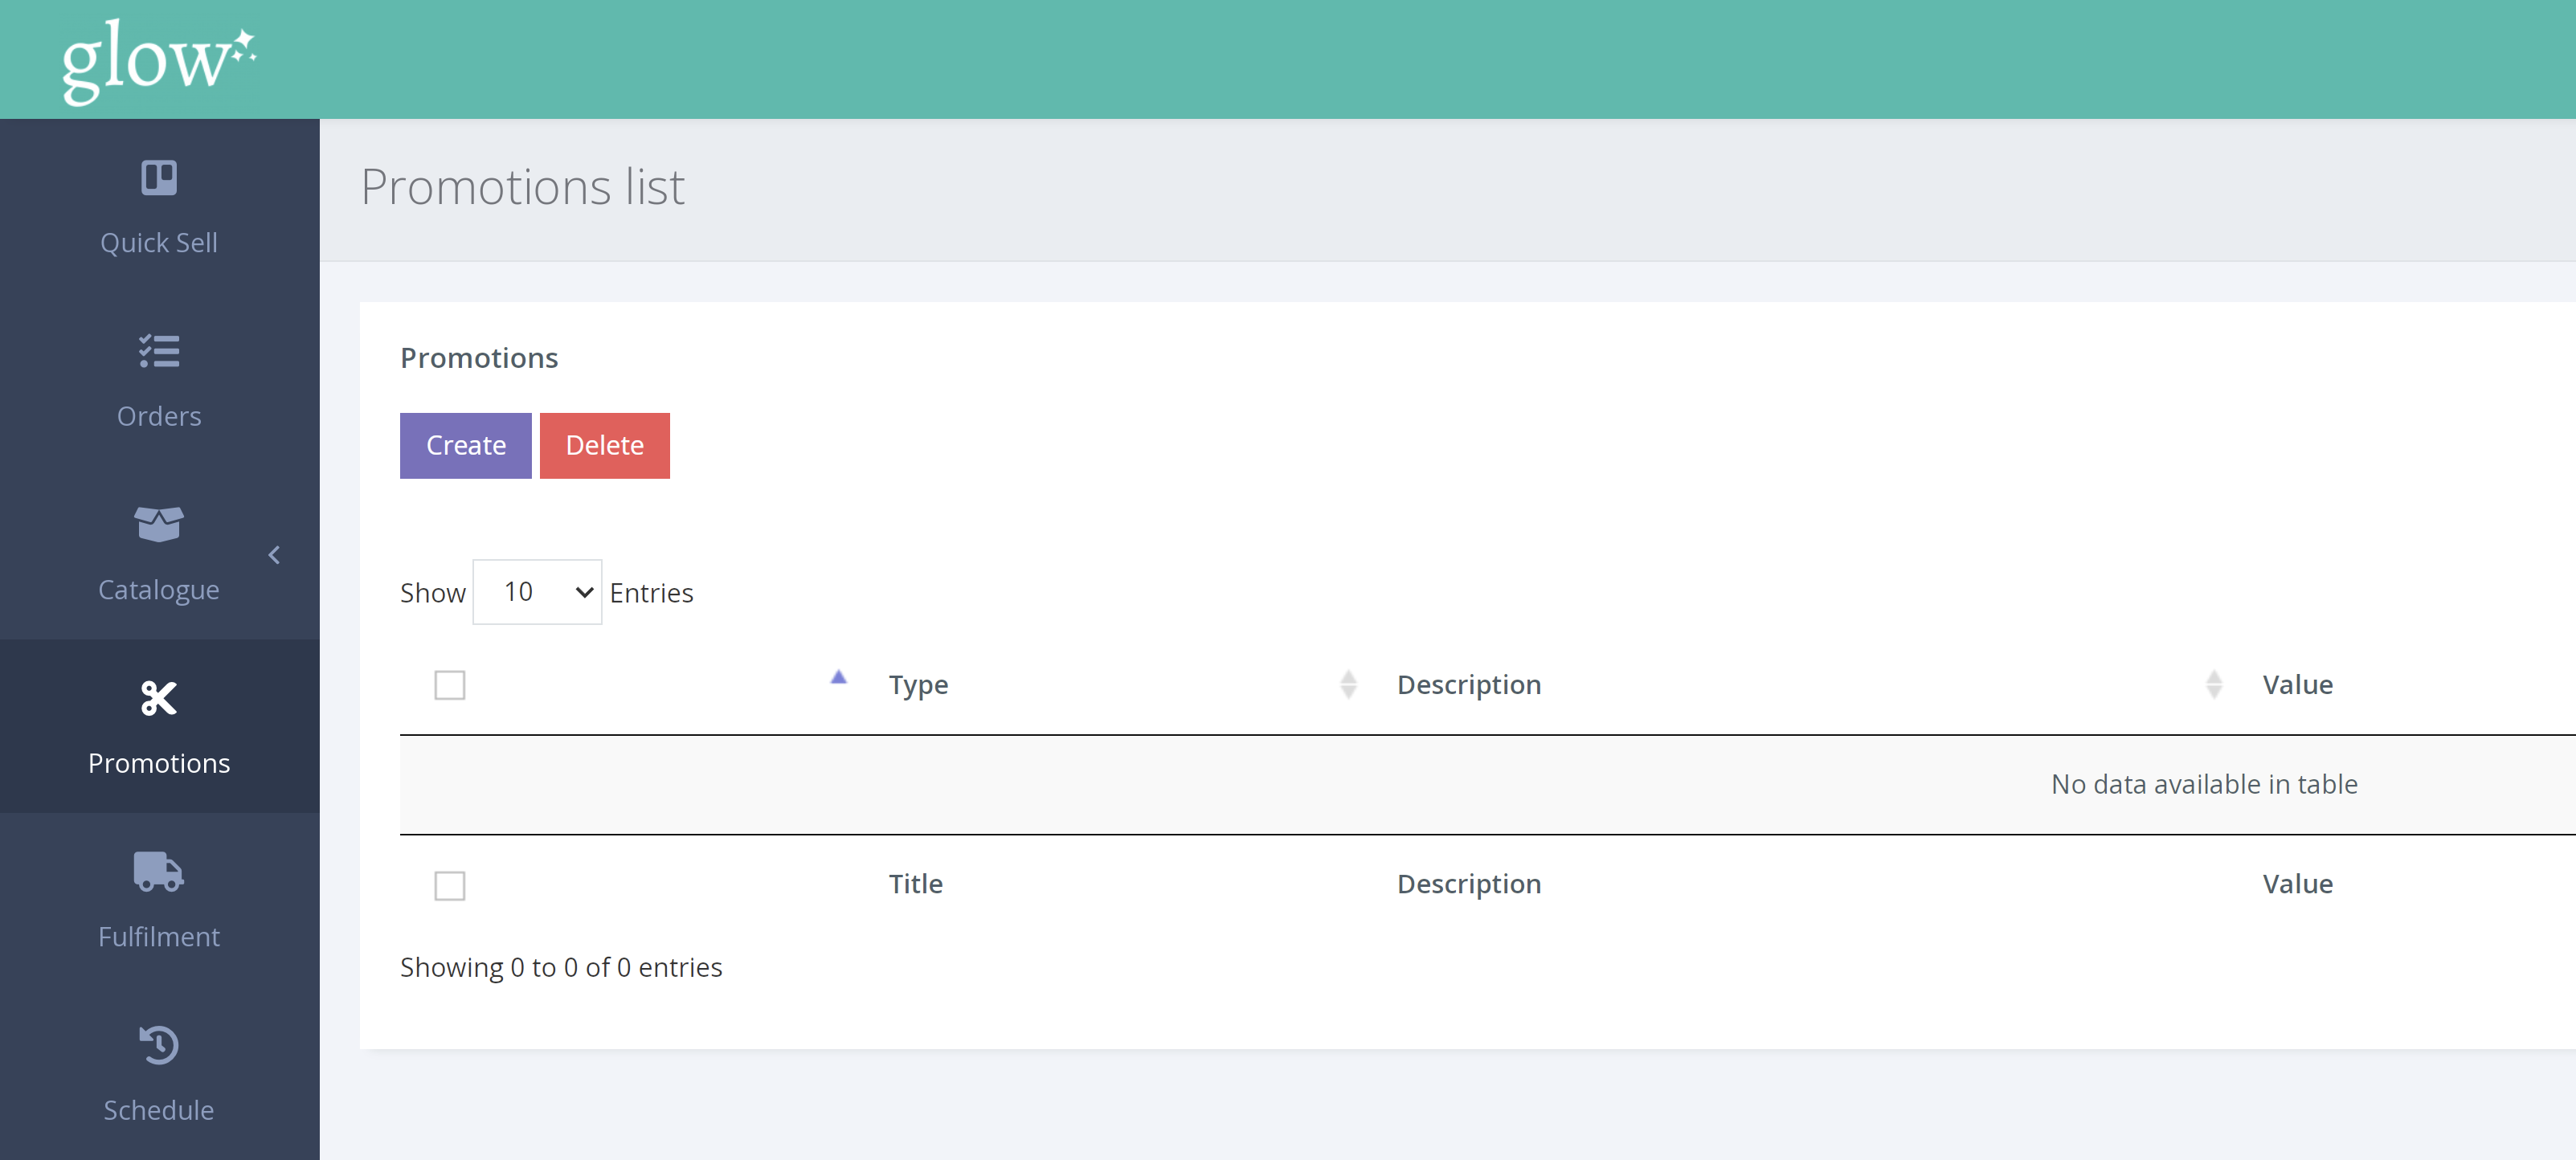 glow
Promotions list
Quick Sell
Orders
Catalogue
Promotions
Fulfilment
Schedule
Promotions
Create Delete
Show 10 Entries
Type Description Value
No data available in table
Title Description Value
Showing 0 to 0 of 0 entries